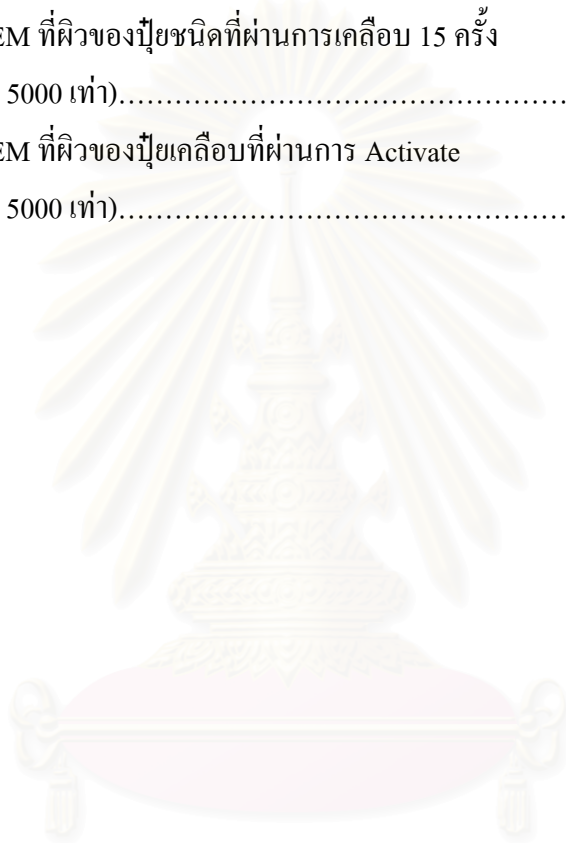 EM ที่ผิวของปุ๋ยชนิดที่ผ่านการเคลือบ 15 ครั้ง
5000 เท่า)……………………………………………
EM ที่ผิวของปุ๋ยเคลือบที่ผ่านการ Activate
5000 เท่า)……………………………………………